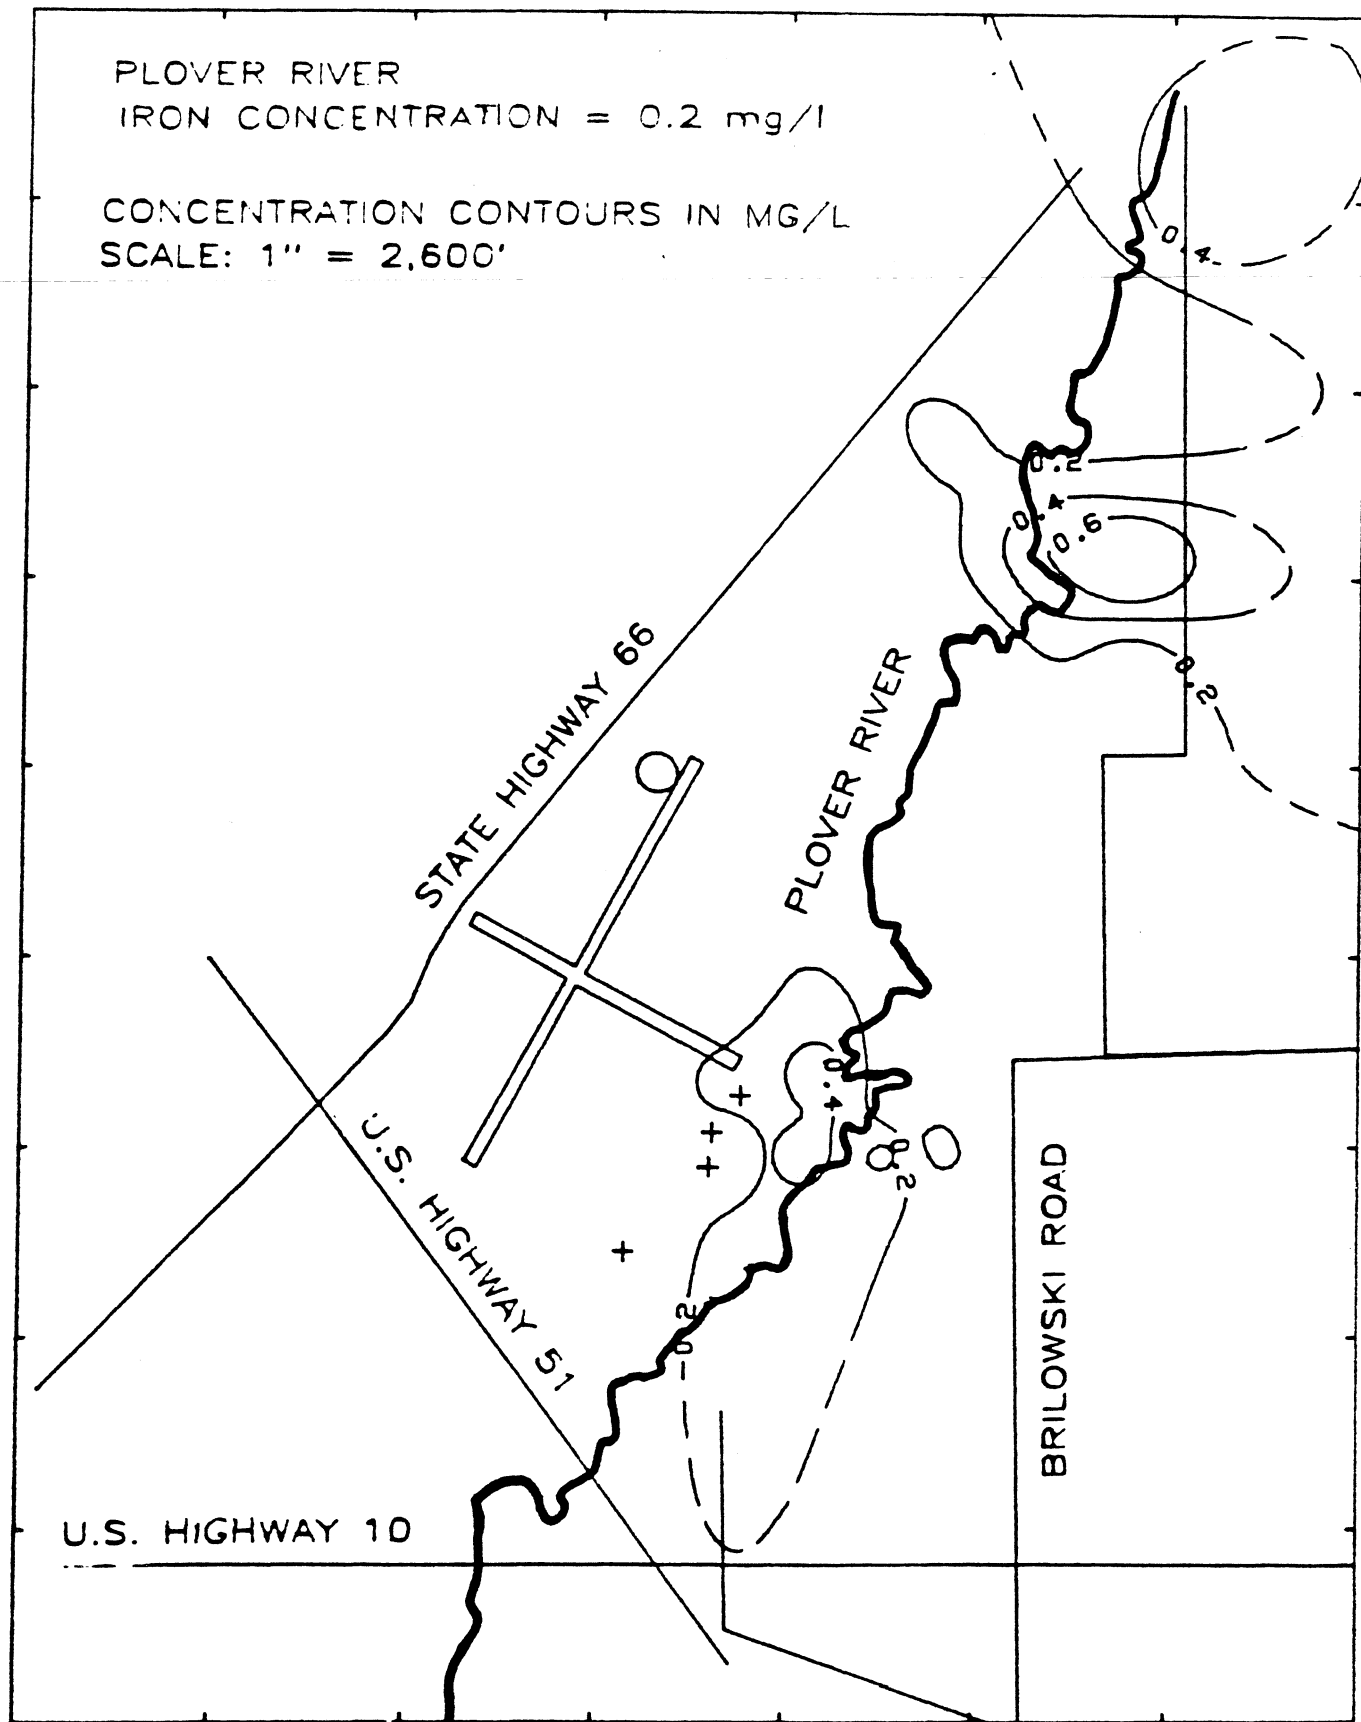 PLOVER RIVER
IRON CONCENTRATION = 0.2 mg/l
CONCENTRATION CONTOURS IN MG/L
SCALE: 1" = 2,600'
0.4
0.2
0.4
0.6
0.2
STATE HIGHWAY 66
PLOVER RIVER
0.4
0.2
U.S. HIGHWAY 51
0.2
BRILOWSKI ROAD
U.S. HIGHWAY 10